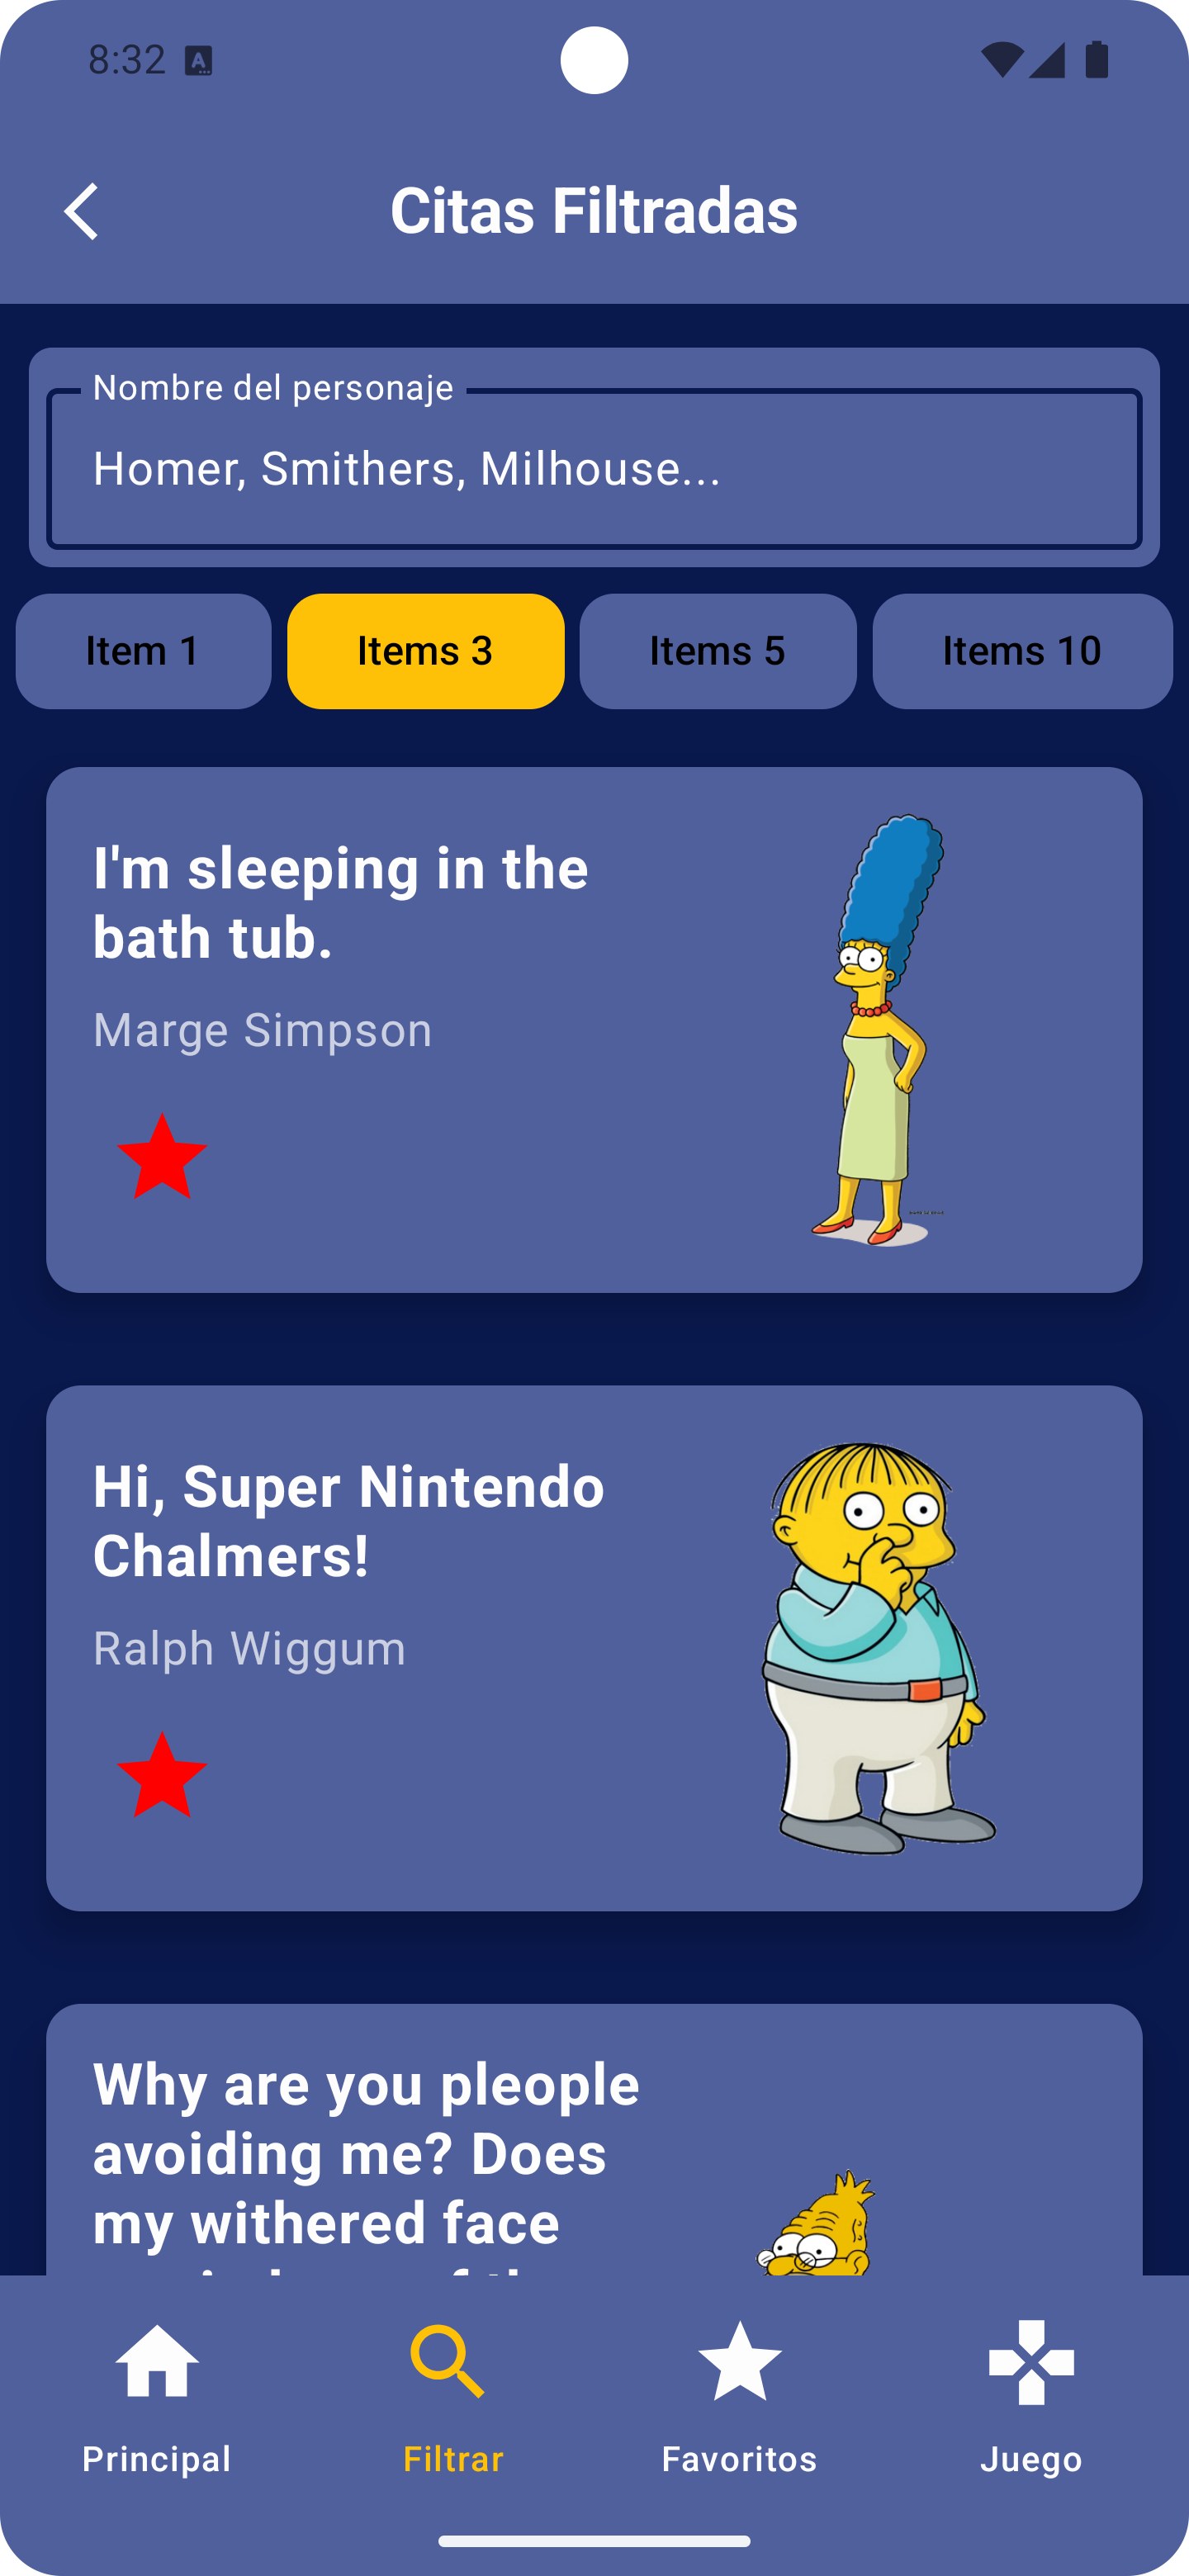 8:32
Citas Filtradas
Nombre del personaje
Homer, Smithers, Milhouse...
Item 1
Items 3
Items 5
Items 10
I'm sleeping in the
bath tub.
Marge Simpson
Hi, Super Nintendo
Chalmers!
Ralph Wiggum
Why are you pleople
avoiding me? Does
my withered face
Principal
Filtrar
Favoritos
Juego